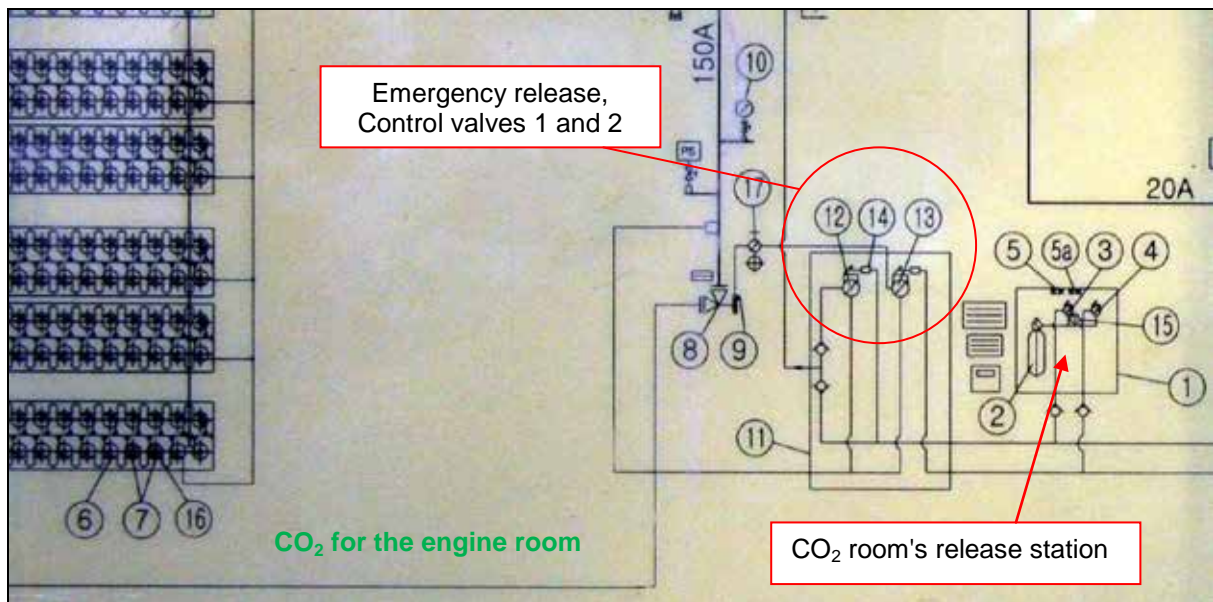 150A
10
Emergency release,
Control valves 1 and 2
PS
17
20A
12 14 13
5 5a 3 4
15
8 9
2
1
11
6 7 16
CO₂ for the engine room
CO₂ room's release station